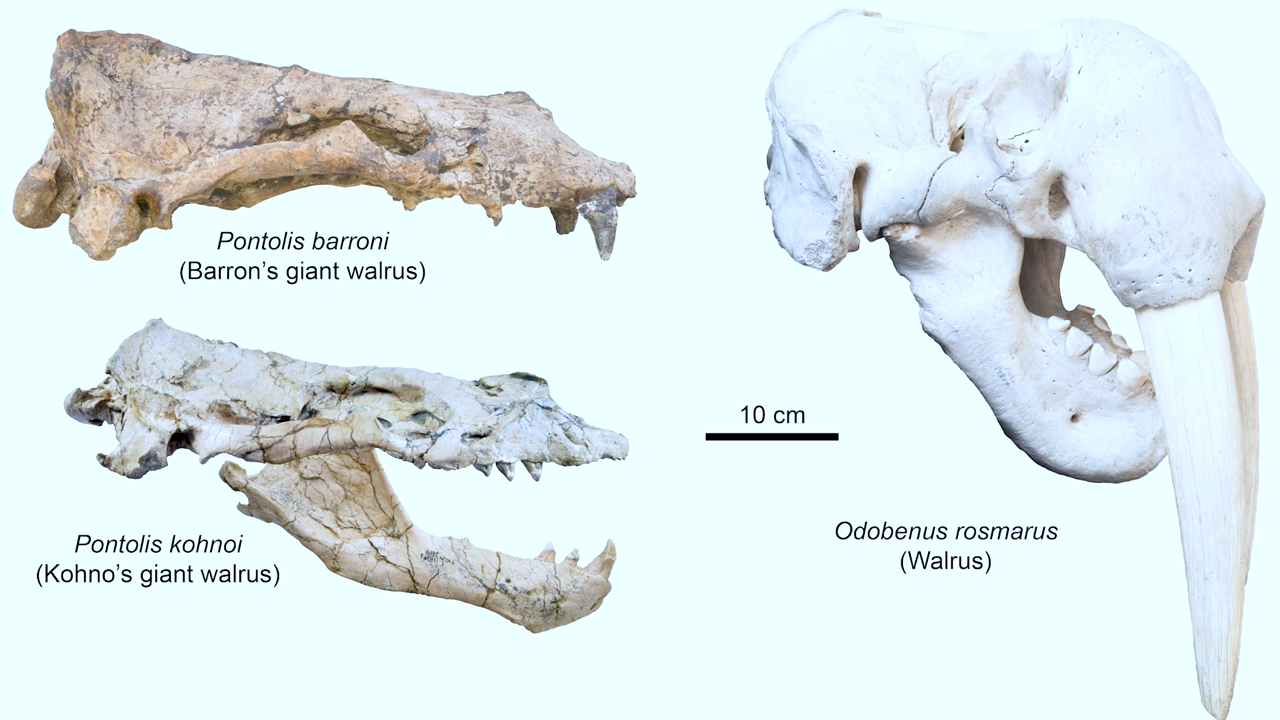 Pontolis barroni
(Barron's giant walrus)
Pontolis kohnoi
(Kohno's giant walrus)
10 cm
Odobenus rosmarus
(Walrus)